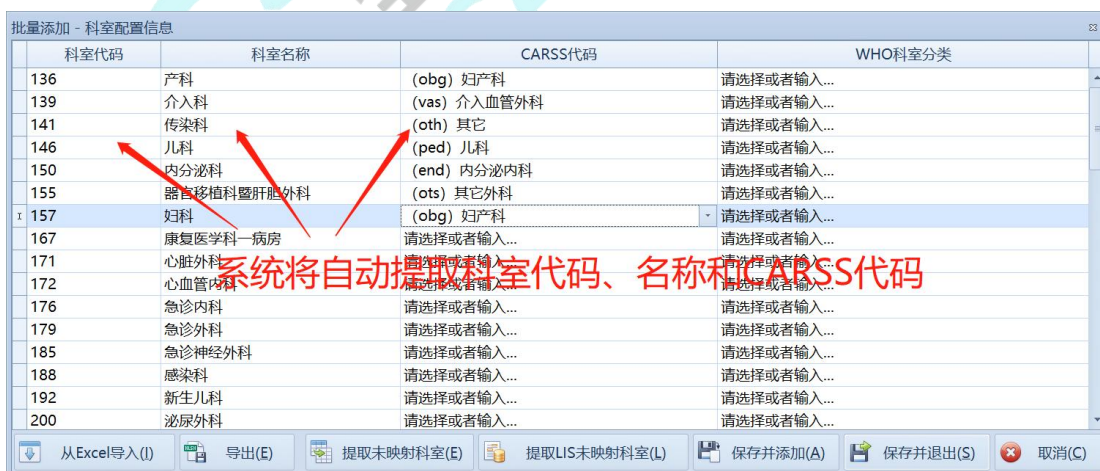 批量添加 - 科室配置信息
科室代码 科室名称 CARSS代码 WHO科室分类
136 产科 (obg) 妇产科 请选择或者输入...
139 介入科 (vas) 介入血管外科 请选择或者输入...
141 传染科 (oth) 其它 请选择或者输入...
146 儿科 (ped) 儿科 请选择或者输入...
150 内分泌科 (end) 内分泌内科 请选择或者输入...
155 器官移植科暨肝胆外科 (ots) 其它外科 请选择或者输入...
157 妇科 (obg) 妇产科 请选择或者输入...
167 康复医学科一病房 请选择或者输入... 请选择或者输入...
171 心脏外科 请选择或者输入... 请选择或者输入...
系统将自动提取科室代码、名称和CARSS代码
172 心血管内科 请选择或者输入... 请选择或者输入...
176 急诊内科 请选择或者输入... 请选择或者输入...
179 急诊外科 请选择或者输入... 请选择或者输入...
185 急诊神经外科 请选择或者输入... 请选择或者输入...
188 感染科 请选择或者输入... 请选择或者输入...
192 新生儿科 请选择或者输入... 请选择或者输入...
200 泌尿外科 请选择或者输入... 请选择或者输入...
从Excel导入(I) 导出(E) 提取未映射科室(E) 提取LIS未映射科室(L) 保存并添加(A) 保存并退出(S) 取消(C)